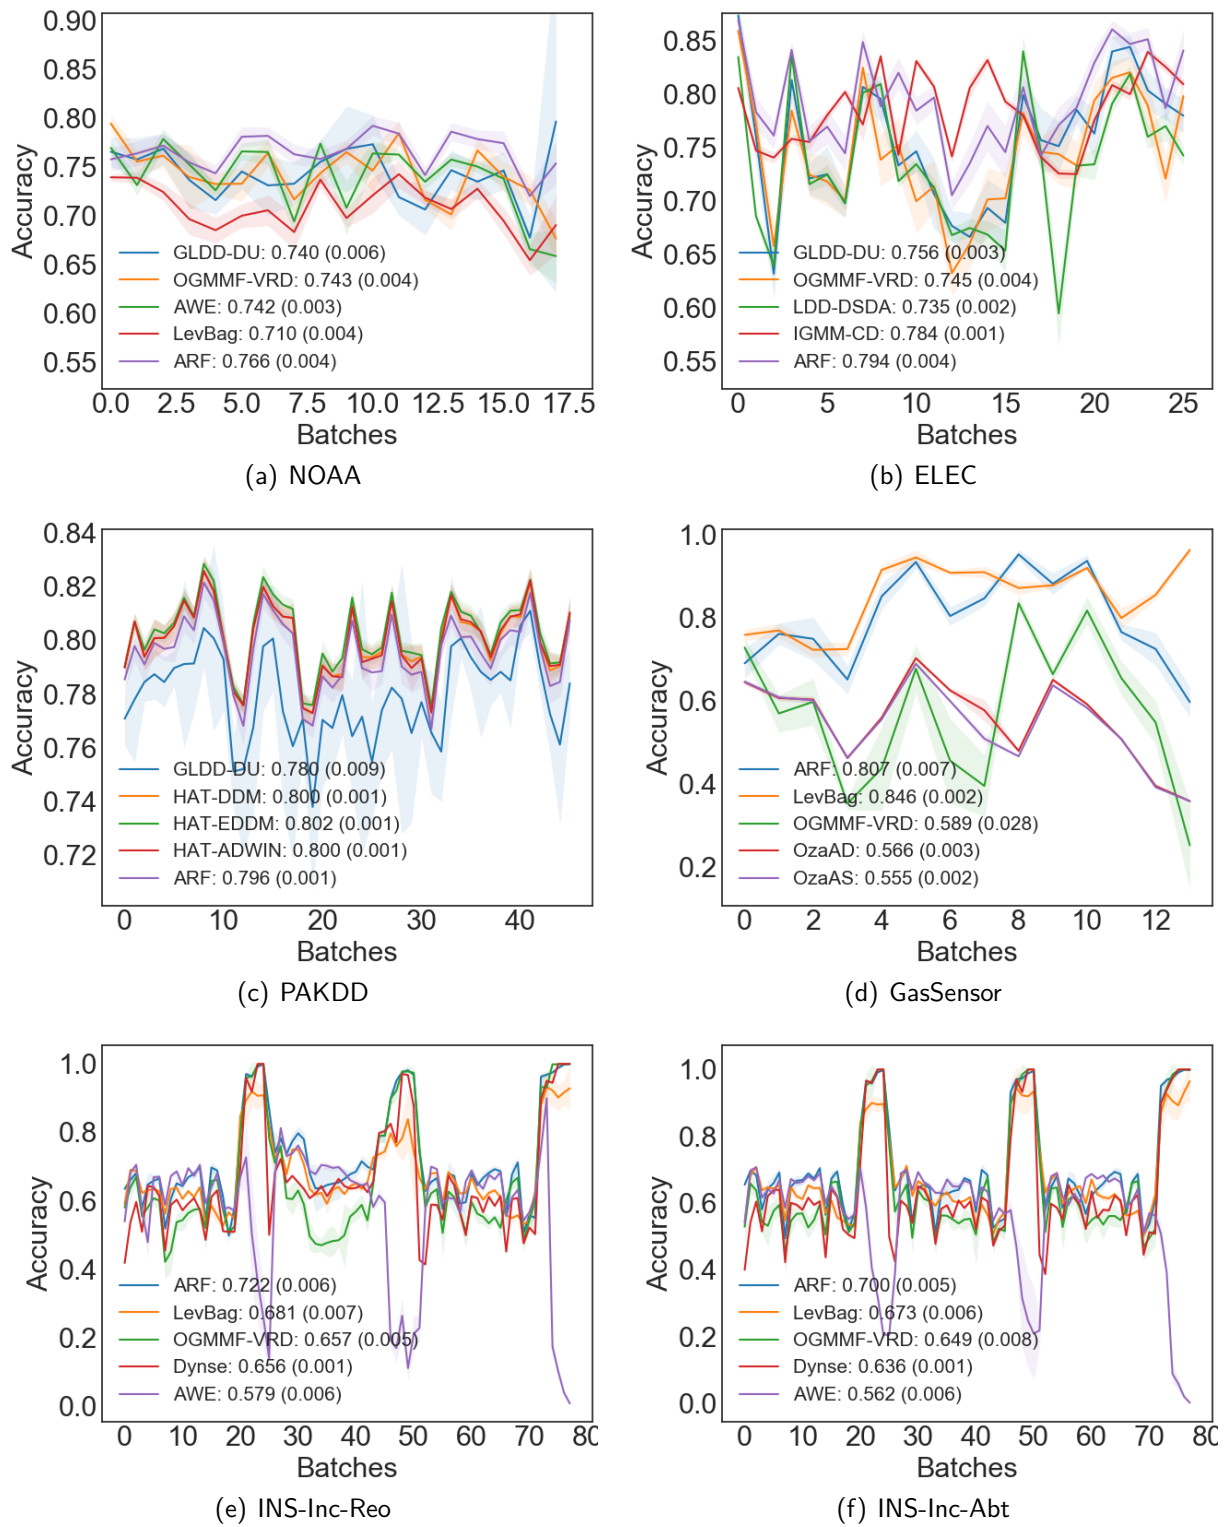 0.90
0.85
0.80
0.75
0.70
0.65
0.60
0.55
Accuracy
GLDD-DU: 0.740 (0.006)
OGMMF-VRD: 0.743 (0.004)
AWE: 0.742 (0.003)
LevBag: 0.710 (0.004)
ARF: 0.766 (0.004)
0.0 2.5 5.0 7.5 10.0 12.5 15.0 17.5
Batches
(a) NOAA
0.85
0.80
0.75
0.70
0.65
0.60
0.55
Accuracy
GLDD-DU: 0.756 (0.003)
OGMMF-VRD: 0.745 (0.004)
LDD-DSDA: 0.735 (0.002)
IGMM-CD: 0.784 (0.001)
ARF: 0.794 (0.004)
0 5 10 15 20 25
Batches
(b) ELEC
0.84
0.82
0.80
0.78
0.76
0.74
0.72
Accuracy
GLDD-DU: 0.780 (0.009)
HAT-DDM: 0.800 (0.001)
HAT-EDDM: 0.802 (0.001)
HAT-ADWIN: 0.800 (0.001)
ARF: 0.796 (0.001)
0 10 20 30 40
Batches
(c) PAKDD
1.0
0.8
0.6
0.4
0.2
Accuracy
ARF: 0.807 (0.007)
LevBag: 0.846 (0.002)
OGMMF-VRD: 0.589 (0.028)
OzaAD: 0.566 (0.003)
OzaAS: 0.555 (0.002)
0 2 4 6 8 10 12
Batches
(d) GasSensor
1.0
0.8
0.6
0.4
0.2
0.0
Accuracy
ARF: 0.722 (0.006)
LevBag: 0.681 (0.007)
OGMMF-VRD: 0.657 (0.005)
Dynse: 0.656 (0.001)
AWE: 0.579 (0.006)
0 10 20 30 40 50 60 70 80
Batches
(e) INS-Inc-Reo
1.0
0.8
0.6
0.4
0.2
0.0
Accuracy
ARF: 0.700 (0.005)
LevBag: 0.673 (0.006)
OGMMF-VRD: 0.649 (0.008)
Dynse: 0.636 (0.001)
AWE: 0.562 (0.006)
0 10 20 30 40 50 60 70 80
Batches
(f) INS-Inc-Abt